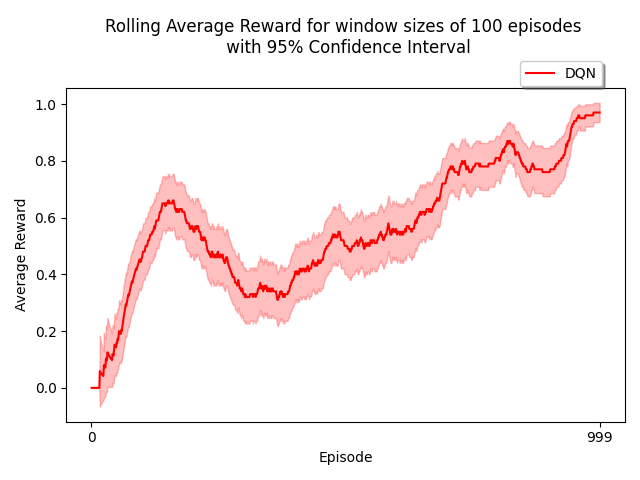 Rolling Average Reward for window sizes of 100 episodes
with 95% Confidence Interval
DQN
1.0
0.8
0.6
0.4
0.2
0.0
Average Reward
0 999
Episode